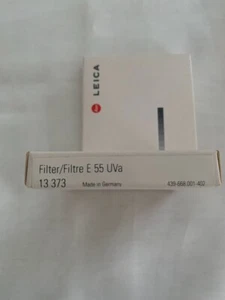 LEICA
Filter/Filtre E 55 UVa
13 373 Made in Germany